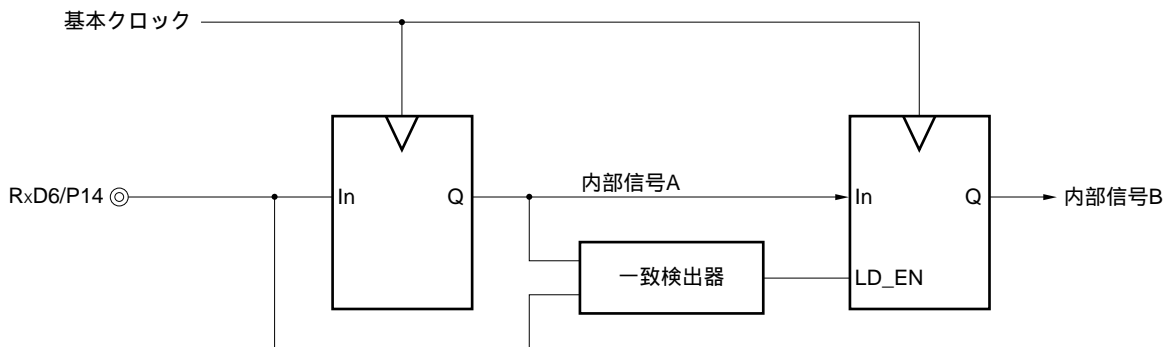 基本クロック
RxD6/P14
In
Q
内部信号A
In
Q
内部信号B
一致検出器
LD_EN